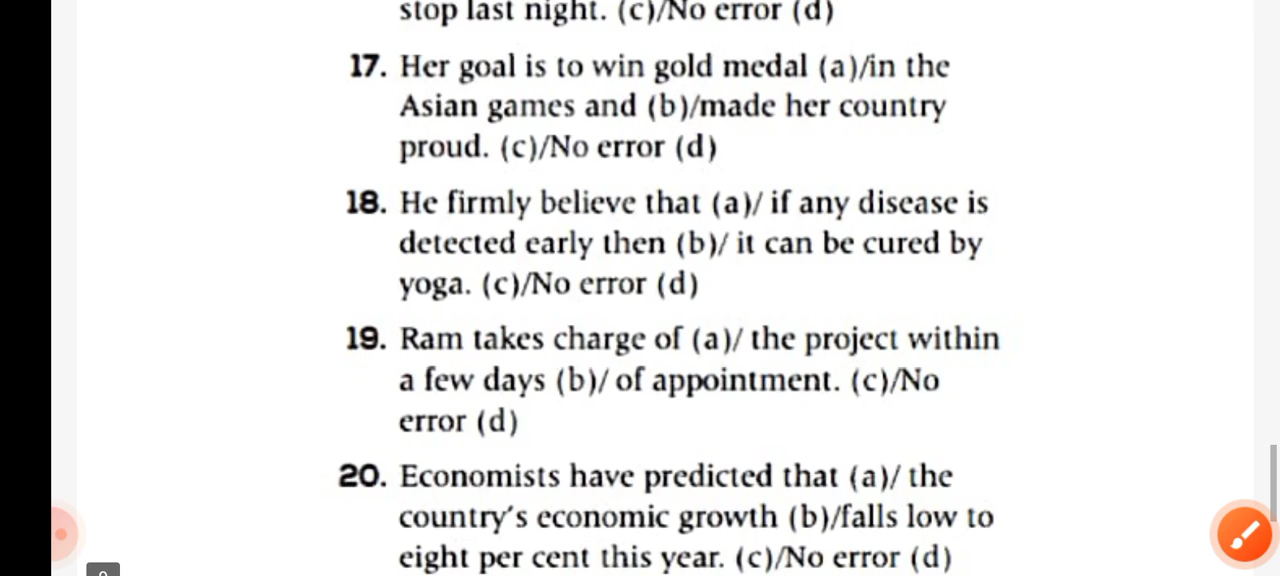 stop last night. (c)/No error (d)
17. Her goal is to win gold medal (a)/in the
Asian games and (b)/made her country
proud. (c)/No error (d)
18. He firmly believe that (a)/ if any disease is
detected early then (b)/ it can be cured by
yoga. (c)/No error (d)
19. Ram takes charge of (a)/ the project within
a few days (b)/ of appointment. (c)/No
error (d)
20. Economists have predicted that (a)/ the
country's economic growth (b)/falls low to
eight per cent this year. (c)/No error (d)